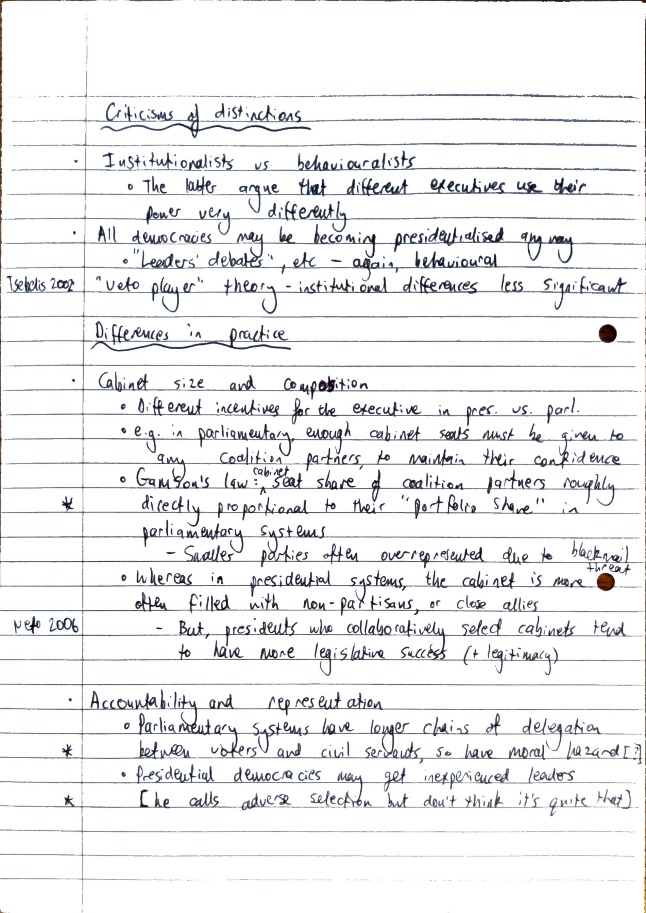 Criticisms of distinctions
· Institutionalists vs behaviouralists
∘ The latter argue that different executives use their
power very differently
· All democracies may be becoming presidentialised anyway
∘ "Leaders' debates", etc - again, behavioural
Tsebelis 2002 "veto player" theory - institutional differences less significant
Differences in practice
· Cabinet size and composition
∘ Different incentives for the executive in pres. vs. parl.
∘ e.g. in parliamentary, enough cabinet seats must be given to
any coalition partners, to maintain their confidence
∘ Gamson's law: cabinet seat share of coalition partners roughly
* directly proportional to their "portfolio share" in
parliamentary systems
- Smaller parties often overrepresented due to blackmail threat
∘ Whereas in presidential systems, the cabinet is more
often filled with non-partisans, or close allies
Neto 2006 - But, presidents who collaboratively select cabinets tend
to have more legislative success (+ legitimacy)
· Accountability and representation
∘ Parliamentary systems have longer chains of delegation
* between voters and civil servants, so have moral hazard [?]
∘ Presidential democracies may get inexperienced leaders
* [he calls adverse selection but don't think it's quite that]